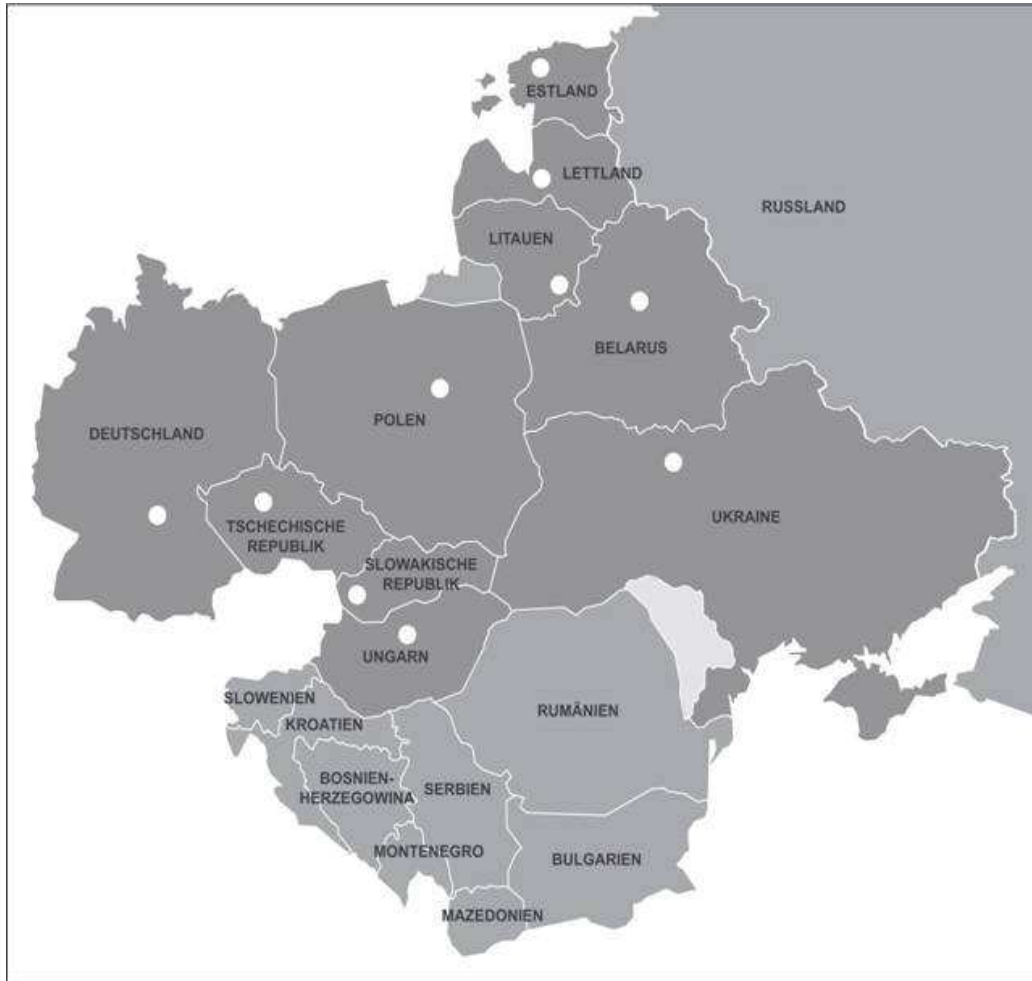 ESTLAND
LETTLAND
RUSSLAND
LITAUEN
BELARUS
POLEN
DEUTSCHLAND
UKRAINE
TSCHECHISCHE
REPUBLIK
SLOWAKISCHE
REPUBLIK
UNGARN
SLOWENIEN
KROATIEN
RUMÄNIEN
BOSNIEN-
HERZEGOWINA
SERBIEN
MONTENEGRO
BULGARIEN
MAZEDONIEN